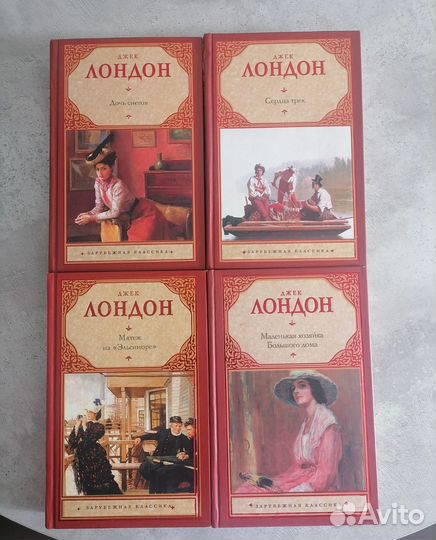 ДЖЕК
ЛОНДОН
Дочь снегов
ЗАРУБЕЖНАЯ КЛАССИКА
ДЖЕК
ЛОНДОН
Сердца трех
ЗАРУБЕЖНАЯ КЛАССИКА
ДЖЕК
ЛОНДОН
Мятеж
на «Эльсиноре»
ЗАРУБЕЖНАЯ КЛАССИКА
ДЖЕК
ЛОНДОН
Маленькая хозяйка
Большого дома
ЗАРУБЕЖНАЯ КЛАССИКА
Avito